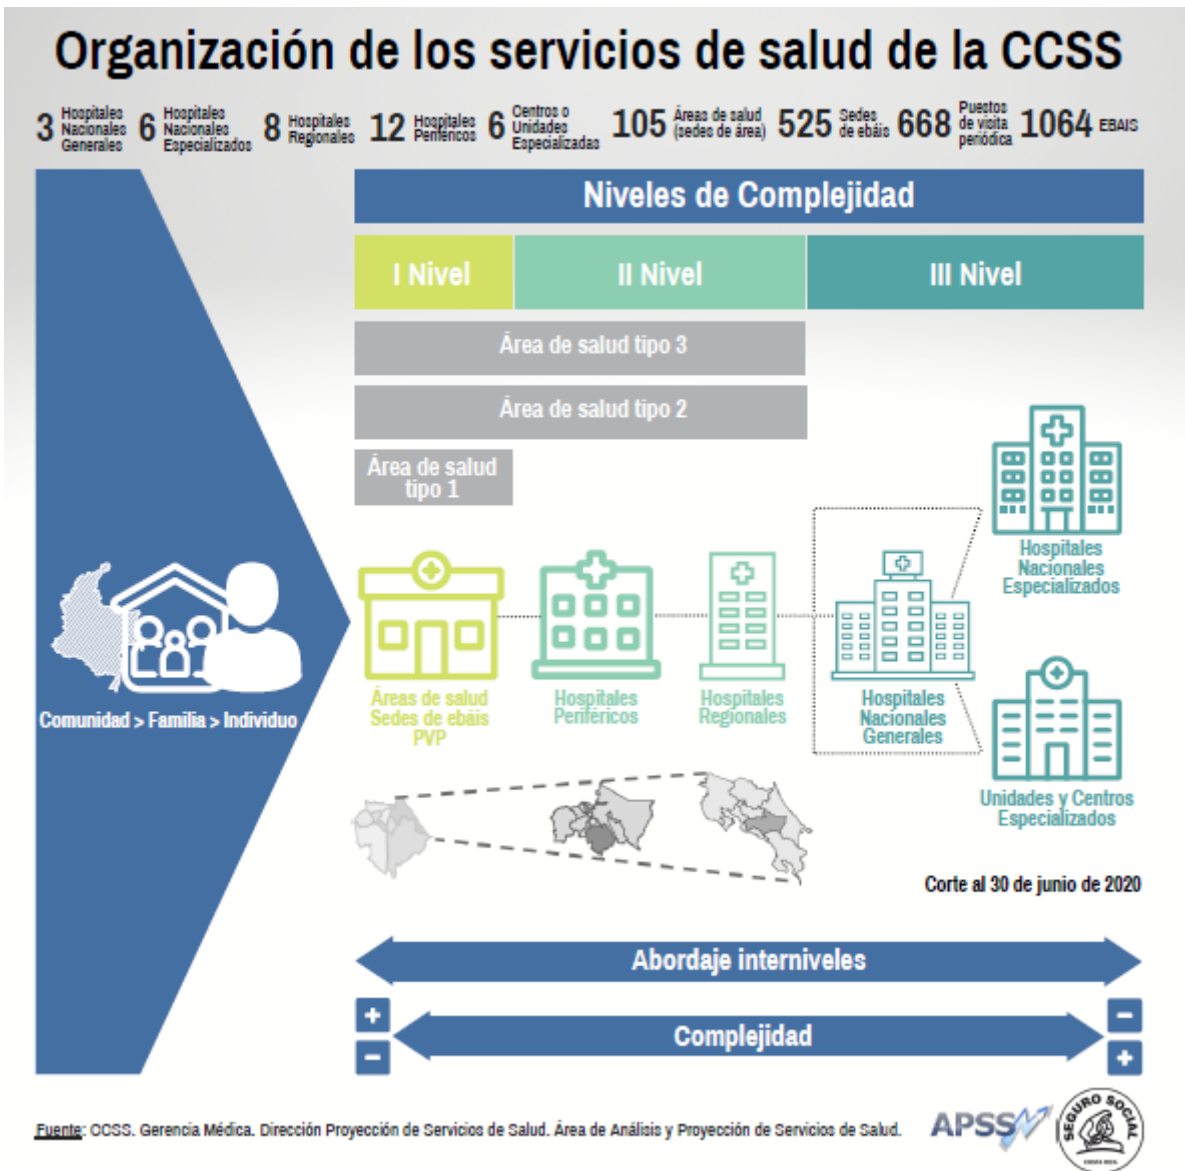 Organización de los servicios de salud de la CCSS
3 Hospitales
Nacionales
Generales
6 Hospitales
Nacionales
Especializados
8 Hospitales
Regionales
12 Hospitales
Periféricos
6 Centros o
Unidades
Especializadas
105 Áreas de salud
(sedes de área)
525 Sedes
de ebáis
668 Puestos
de visita
periódica
1064 EBAIS
Niveles de Complejidad
I Nivel
II Nivel
III Nivel
Área de salud tipo 3
Área de salud tipo 2
Área de salud
tipo 1
Comunidad > Familia > Individuo
Áreas de salud
Sedes de ebáis
PVP
Hospitales
Periféricos
Hospitales
Regionales
Hospitales
Nacionales
Generales
Hospitales
Nacionales
Especializados
Unidades y Centros
Especializados
Corte al 30 de junio de 2020
Abordaje interniveles
+
−
Complejidad
−
+
Fuente: CCSS. Gerencia Médica. Dirección Proyección de Servicios de Salud. Área de Análisis y Proyección de Servicios de Salud.
APSS
SEGURO SOCIAL